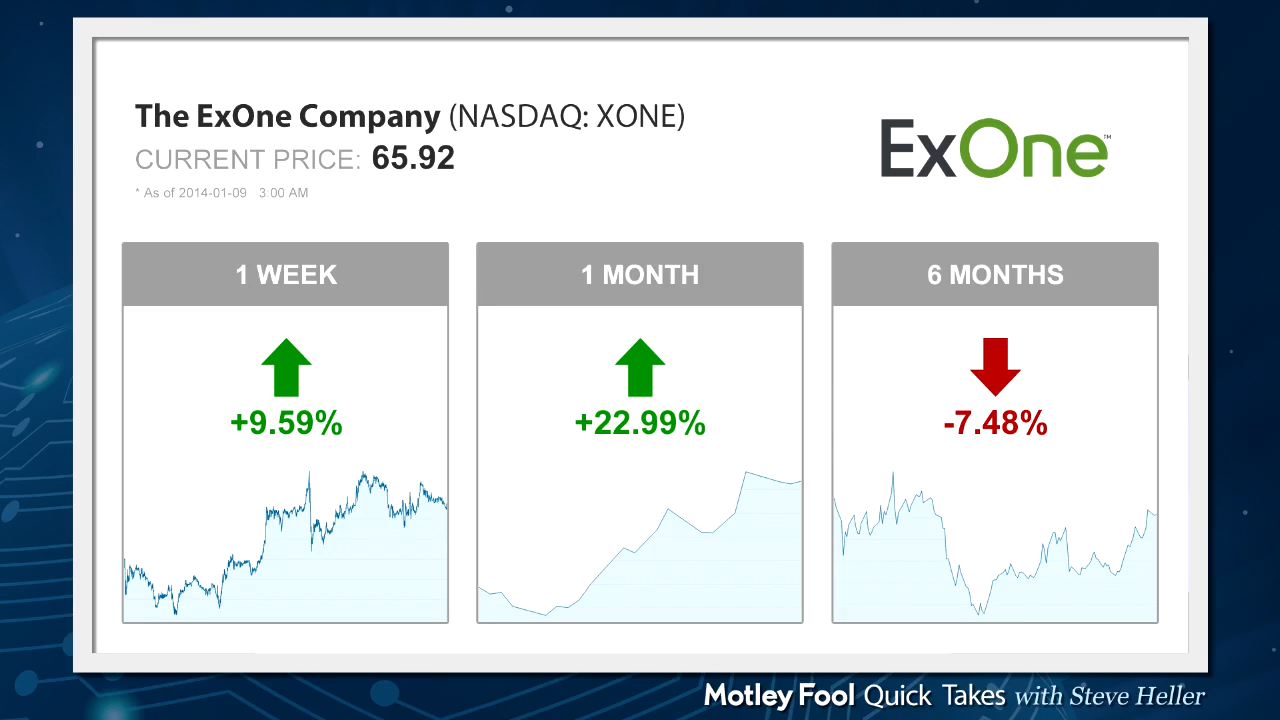 The ExOne Company (NASDAQ: XONE)
CURRENT PRICE: 65.92
* As of 2014-01-09 3:00 AM
ExOne™
1 WEEK
+9.59%
1 MONTH
+22.99%
6 MONTHS
-7.48%
Motley Fool Quick Takes with Steve Heller